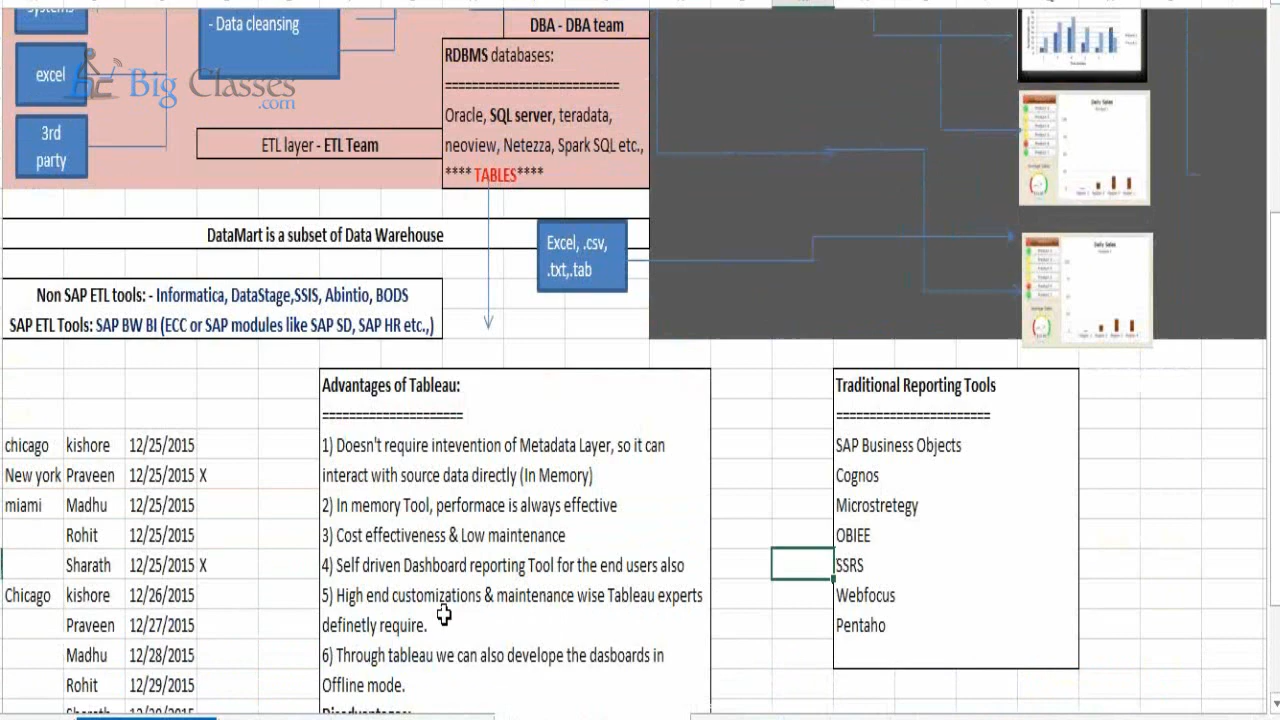 systems
- Data cleansing
DBA - DBA team
excel
Big Classes
.com
RDBMS databases:
==========================
Oracle, SQL server, teradata,
neoview, Netezza, Spark SQL etc.,
**** TABLES****
3rd
party
ETL layer - ETL Team
Daily Sales
DataMart is a subset of Data Warehouse
Excel, .csv,
.txt,.tab
Daily Sales
Non SAP ETL tools: - Informatica, DataStage,SSIS, Abintio, BODS
SAP ETL Tools: SAP BW BI (ECC or SAP modules like SAP SD, SAP HR etc.,)
Advantages of Tableau:
=====================
1) Doesn't require intevention of Metadata Layer, so it can
interact with source data directly (In Memory)
2) In memory Tool, performace is always effective
3) Cost effectiveness & Low maintenance
4) Self driven Dashboard reporting Tool for the end users also
5) High end customizations & maintenance wise Tableau experts
definetly require.
6) Through tableau we can also develope the dasboards in
Offline mode.
Disadvantages:
Traditional Reporting Tools
=======================
SAP Business Objects
Cognos
Microstretegy
OBIEE
SSRS
Webfocus
Pentaho
chicago kishore 12/25/2015
New york Praveen 12/25/2015 X
miami Madhu 12/25/2015
Rohit 12/25/2015
Sharath 12/25/2015 X
Chicago kishore 12/26/2015
Praveen 12/27/2015
Madhu 12/28/2015
Rohit 12/29/2015
Sharath